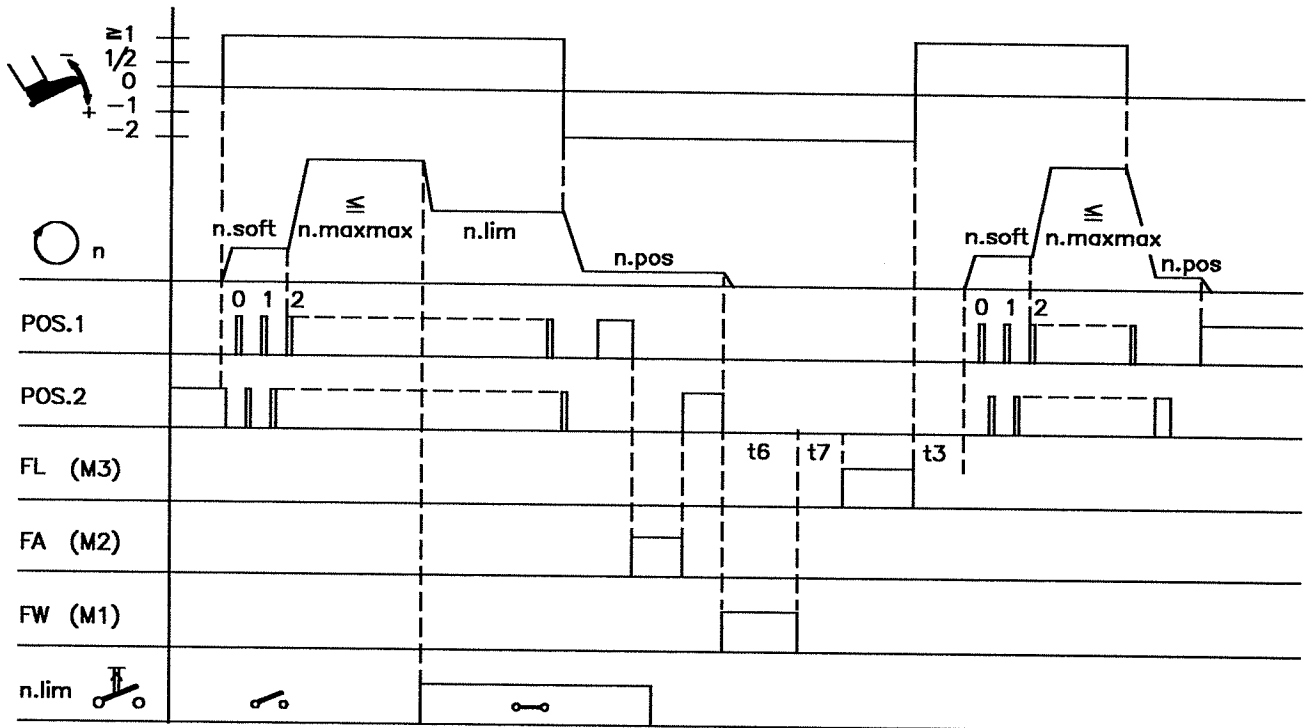 ≧1
1/2
0
−1
−2
−
+
n
n.soft
≦
n.maxmax
n.lim
n.pos
n.soft
≦
n.maxmax
n.pos
POS.1
0 1 2
0 1 2
POS.2
FL (M3)
t6 t7 t3
FA (M2)
FW (M1)
n.lim